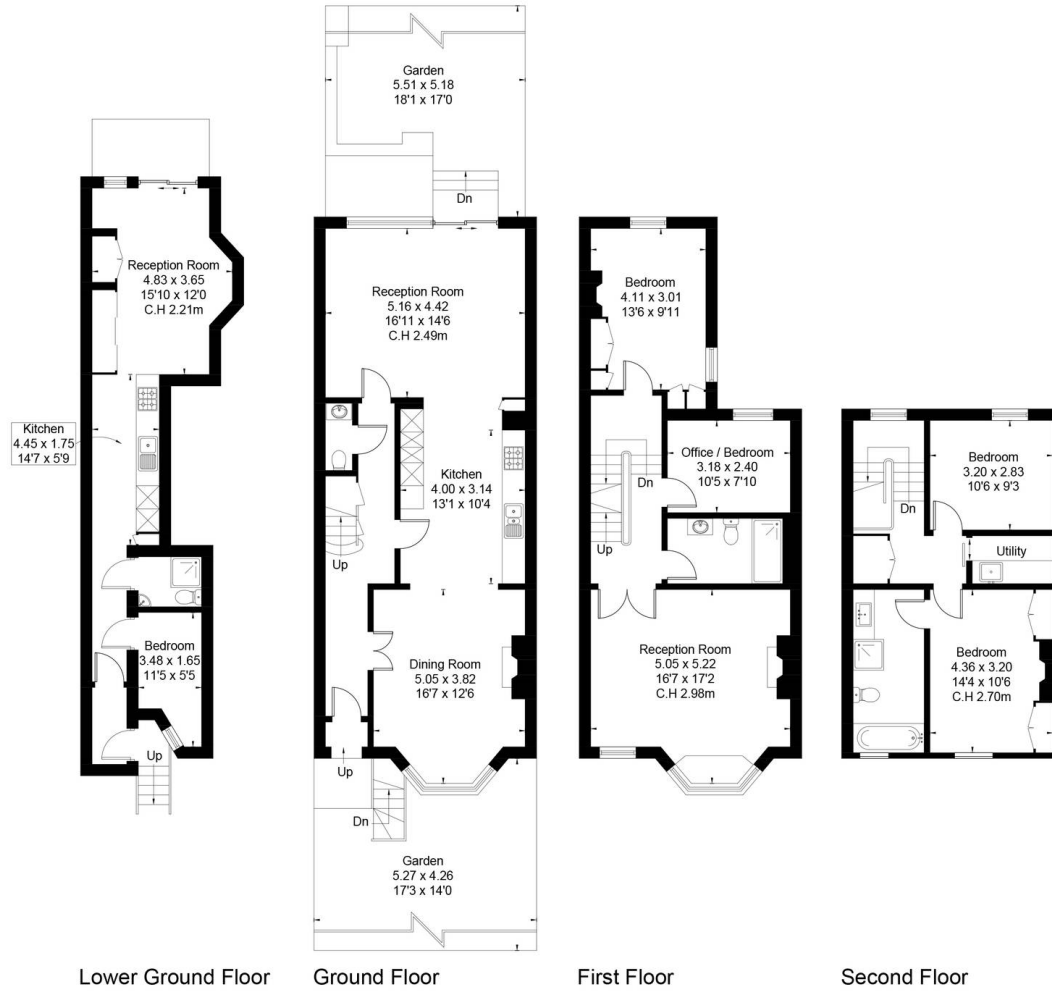 Garden
5.51 x 5.18
18'1 x 17'0
Dn
Reception Room
4.83 x 3.65
15'10 x 12'0
C.H 2.21m
Kitchen
4.45 x 1.75
14'7 x 5'9
Bedroom
3.48 x 1.65
11'5 x 5'5
Up
Reception Room
5.16 x 4.42
16'11 x 14'6
C.H 2.49m
Kitchen
4.00 x 3.14
13'1 x 10'4
Up
Dining Room
5.05 x 3.82
16'7 x 12'6
Up
Dn
Garden
5.27 x 4.26
17'3 x 14'0
Bedroom
4.11 x 3.01
13'6 x 9'11
Office / Bedroom
3.18 x 2.40
10'5 x 7'10
Dn
Up
Reception Room
5.05 x 5.22
16'7 x 17'2
C.H 2.98m
Bedroom
3.20 x 2.83
10'6 x 9'3
Dn
Utility
Bedroom
4.36 x 3.20
14'4 x 10'6
C.H 2.70m
Lower Ground Floor
Ground Floor
First Floor
Second Floor